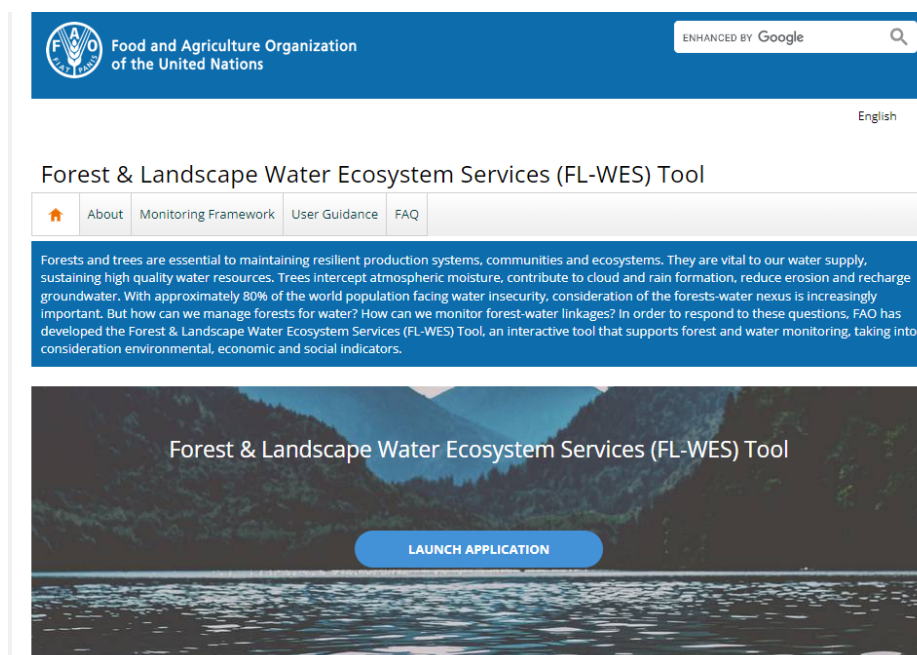 Food and Agriculture Organization
of the United Nations
ENHANCED BY Google
English
Forest & Landscape Water Ecosystem Services (FL-WES) Tool
About Monitoring Framework User Guidance FAQ
Forests and trees are essential to maintaining resilient production systems, communities and ecosystems. They are vital to our water supply,
sustaining high quality water resources. Trees intercept atmospheric moisture, contribute to cloud and rain formation, reduce erosion and recharge
groundwater. With approximately 80% of the world population facing water insecurity, consideration of the forests-water nexus is increasingly
important. But how can we manage forests for water? How can we monitor forest-water linkages? In order to respond to these questions, FAO has
developed the Forest & Landscape Water Ecosystem Services (FL-WES) Tool, an interactive tool that supports forest and water monitoring, taking into
consideration environmental, economic and social indicators.
Forest & Landscape Water Ecosystem Services (FL-WES) Tool
LAUNCH APPLICATION